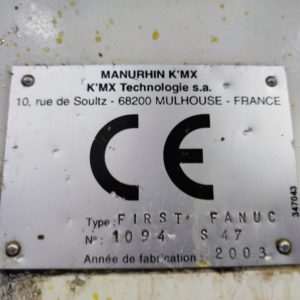 MANURHIN K'MX
K'MX Technologie s.a.
10, rue de Soultz - 68200 MULHOUSE - FRANCE
CE
Type: FIRST FANUC
N°: 1094 S 47
Année de fabrication: 2003
347043